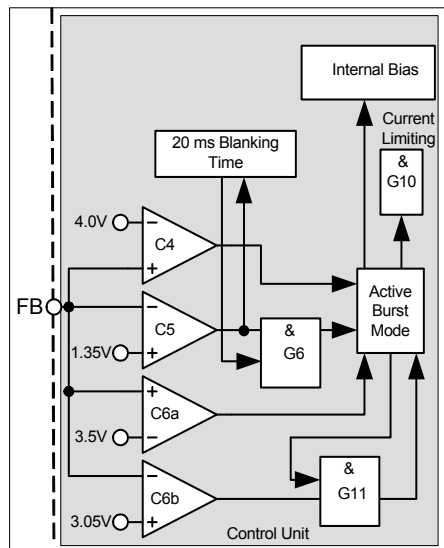 Internal Bias
Current
Limiting
20 ms Blanking
Time
&
G10
4.0V
−
C4
+
FB
−
C5
+
1.35V
&
G6
Active
Burst
Mode
+
C6a
−
3.5V
−
C6b
+
3.05V
&
G11
Control Unit